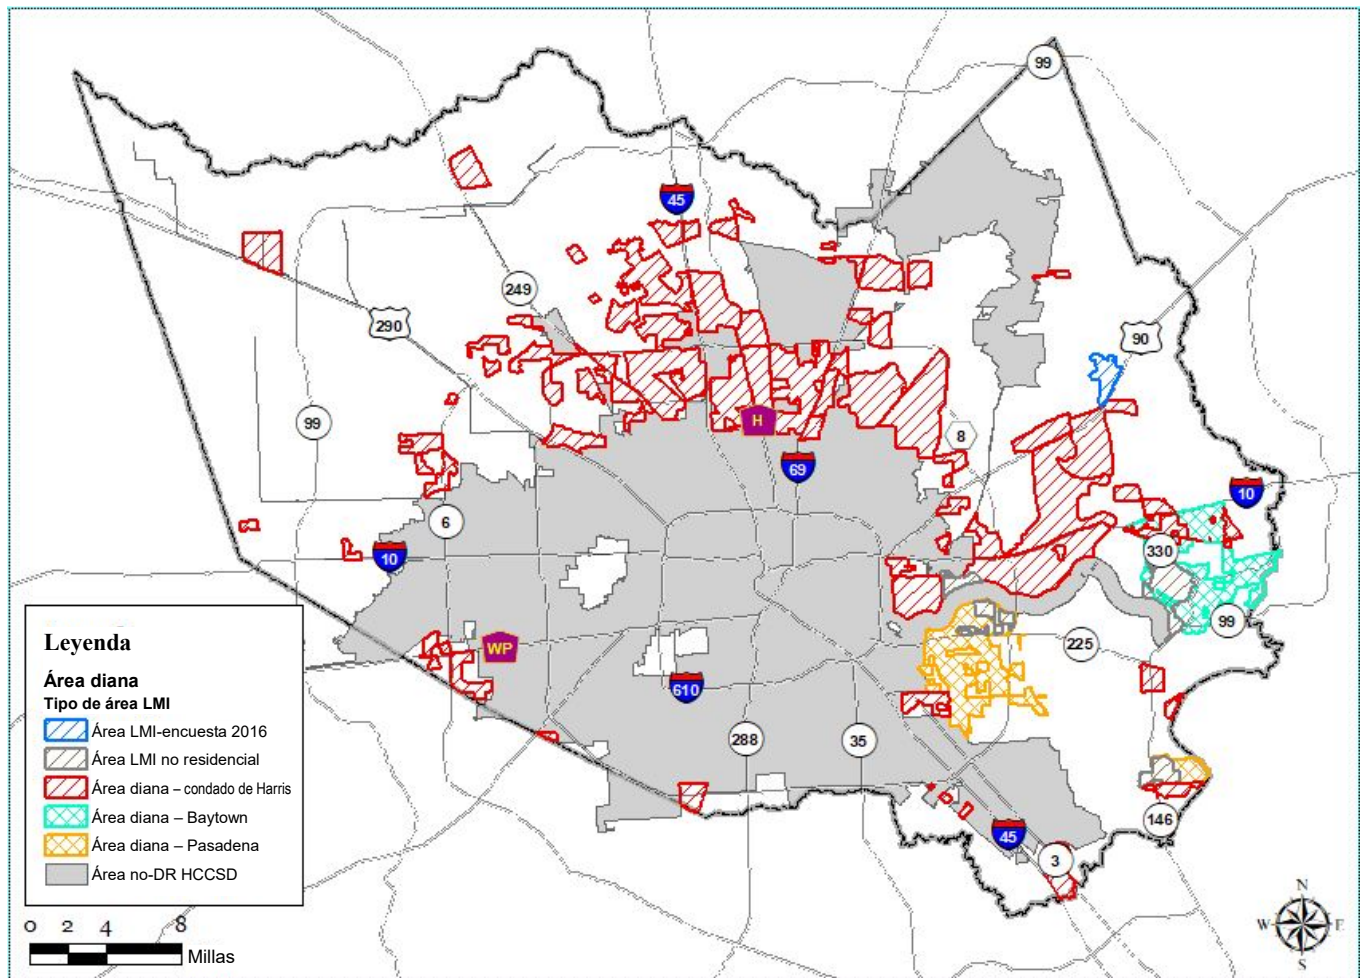 99
45
249
290
90
99
H
8
69
10
6
10
330
99
WP
225
610
288
35
146
45
3
Leyenda
Área diana
Tipo de área LMI
Área LMI-encuesta 2016
Área LMI no residencial
Área diana – condado de Harris
Área diana – Baytown
Área diana – Pasadena
Área no-DR HCCSD
0 2 4 8
Millas
N
W E
S